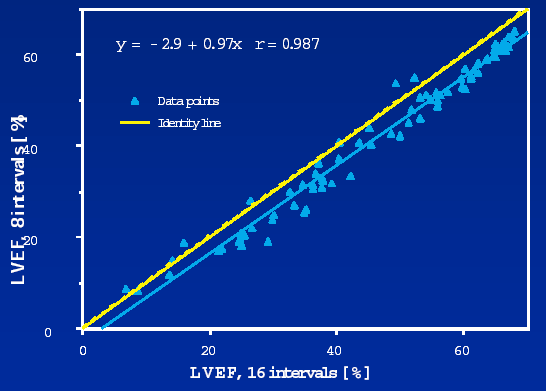 y = -2.9 + 0.97x r = 0.987
60
Data points
Identity line
40
20
0
LVEF, 8 intervals [%
0
20
40
60
LVEF, 16 intervals [%]